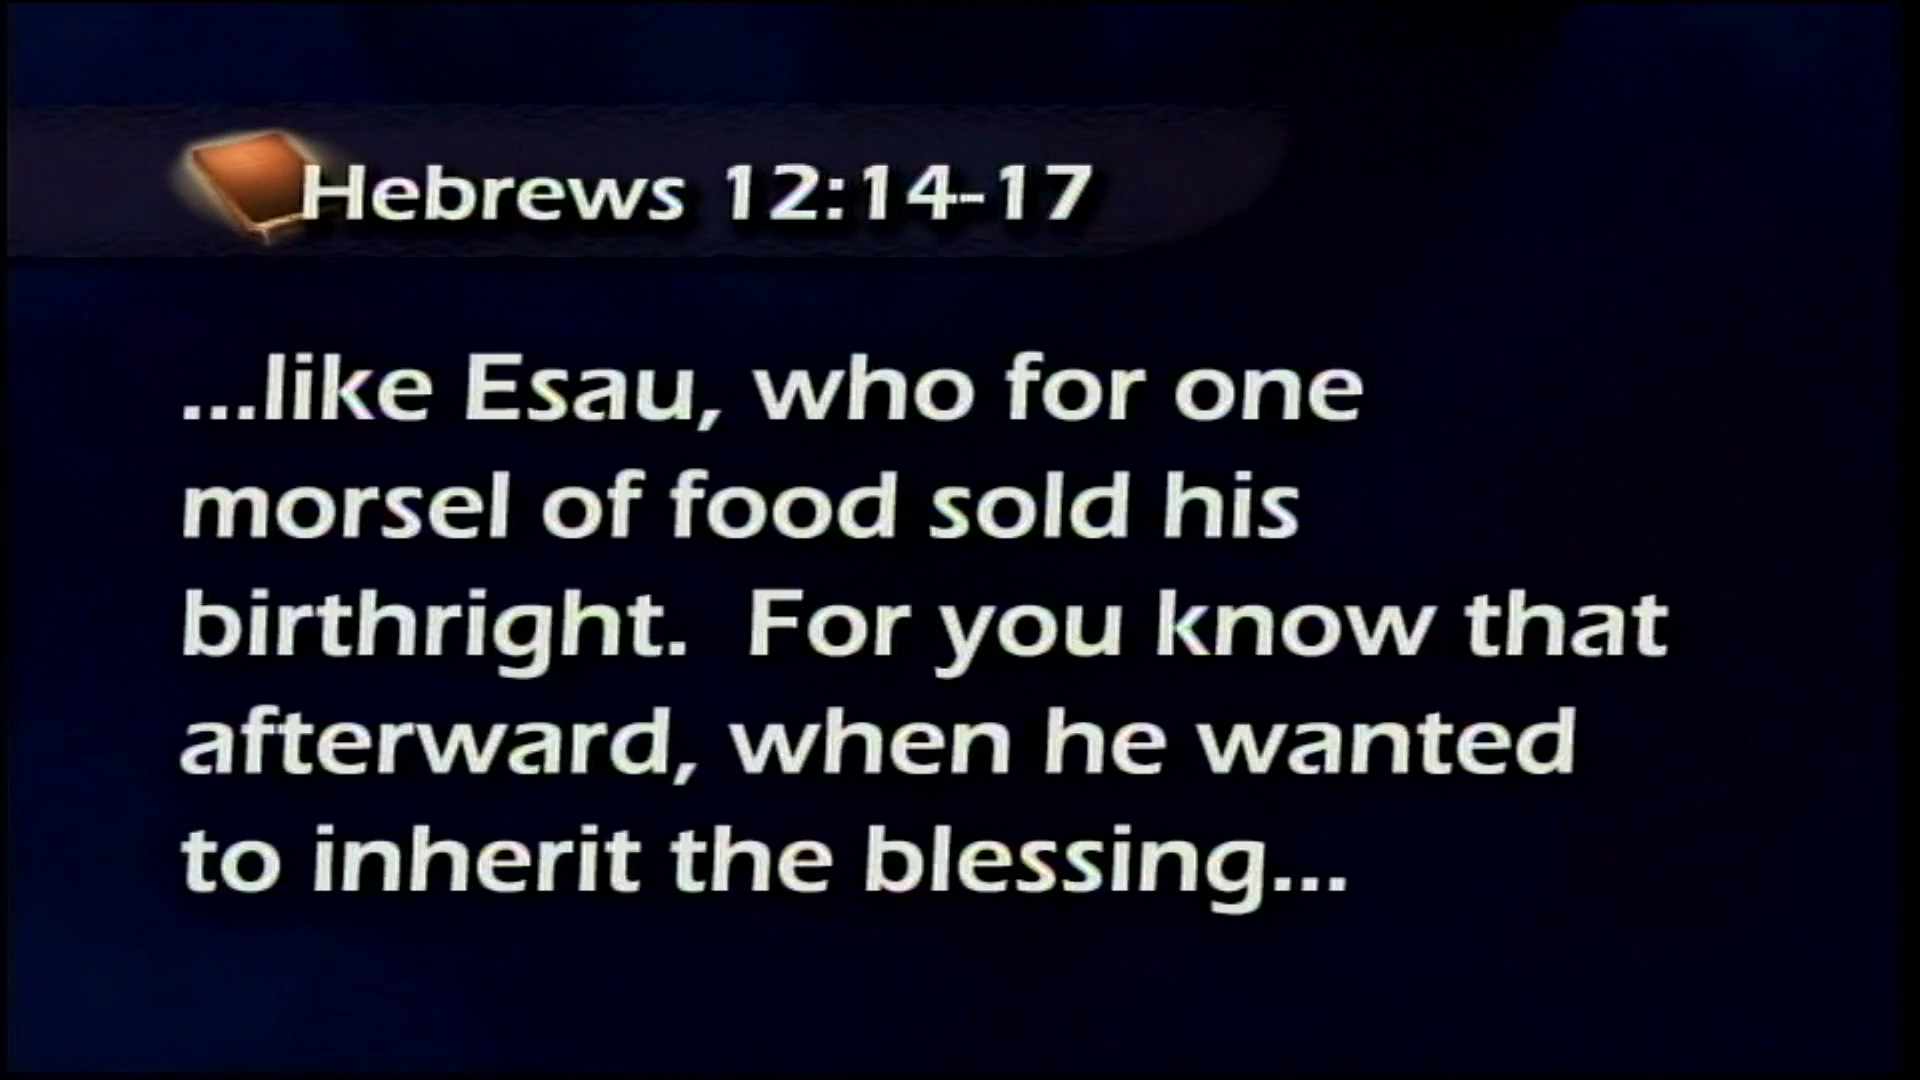 Hebrews 12:14-17
...like Esau, who for one
morsel of food sold his
birthright.  For you know that
afterward, when he wanted
to inherit the blessing...